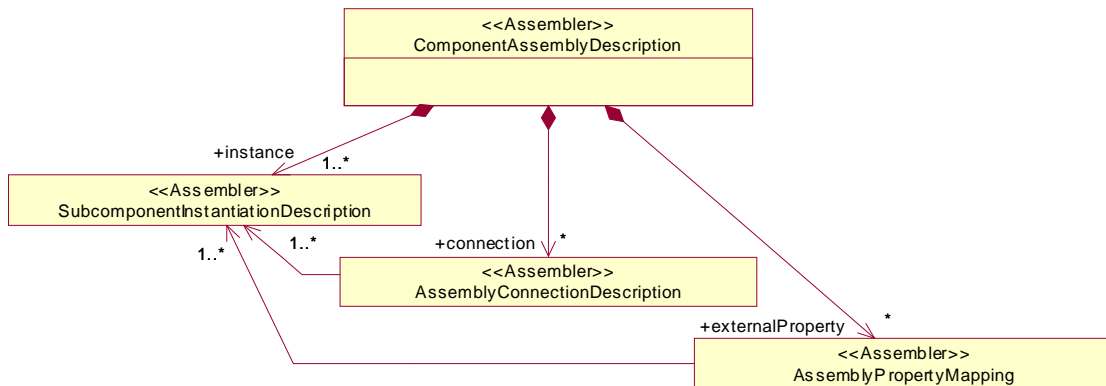 <<Assembler>>
ComponentAssemblyDescription
+instance
1..*
<<Assembler>>
SubcomponentInstantiationDescription
1..*
1..*
+connection
*
<<Assembler>>
AssemblyConnectionDescription
+externalProperty
*
<<Assembler>>
AssemblyPropertyMapping